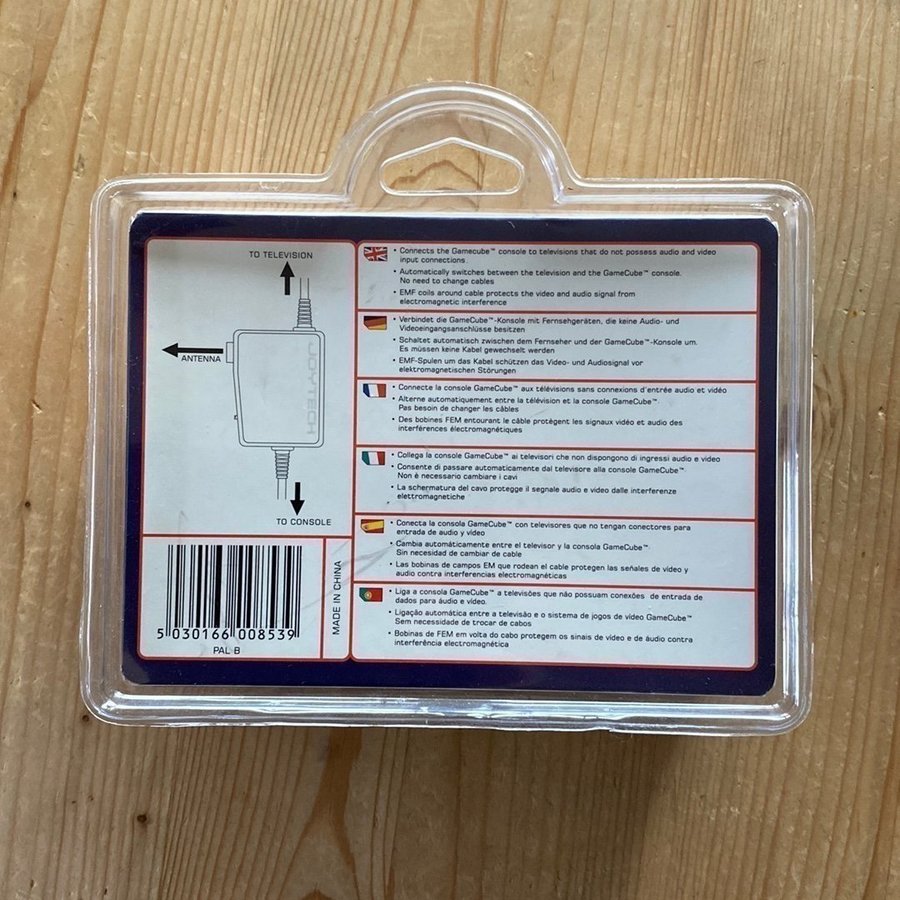 TO TELEVISION
ANTENNA
JOYTECH
TO CONSOLE
5 030166 008539
PAL B
MADE IN CHINA
• Connects the Gamecube™ console to televisions that do not possess audio and video
input connections
• Automatically switches between the television and the GameCube™ console.
No need to change cables
• EMF coils around cable protects the video and audio signal from
electromagnetic interference
• Verbindet die GameCube™-Konsole mit Fernsehgeräten, die keine Audio- und
Videoeingangsanschlüsse besitzen
• Schaltet automatisch zwischen dem Fernseher und der GameCube™-Konsole um.
Es müssen keine Kabel gewechselt werden
• EMF-Spulen um das Kabel schützen das Video- und Audiosignal vor
elektromagnetischen Störungen
• Connecte la console GameCube™ aux télévisions sans connexions d'entrée audio et vidéo
• Alterne automatiquement entre la télévision et la console GameCube™.
Pas besoin de changer les câbles
• Des bobines FEM entourant le câble protègent les signaux vidéo et audio des
interférences électromagnétiques
• Collega la console GameCube™ ai televisori che non dispongono di ingressi audio e video
• Consente di passare automaticamente dal televisore alla console GameCube™
Non è necessario cambiare i cavi
• La schermatura del cavo protegge il segnale audio e video dalle interferenze
elettromagnetiche
• Conecta la consola GameCube™ con televisores que no tengan conectores para
entrada de audio y vídeo
• Cambia automáticamente entre el televisor y la consola GameCube™.
Sin necesidad de cambiar de cable
• Las bobinas de campos EM que rodean el cable protegen las señales de vídeo y
audio contra interferencias electromagnéticas
• Liga a consola GameCube™ a televisões que não possuam conexões de entrada de
dados para áudio e vídeo.
• Ligação automática entre a televisão e o sistema de jogos de vídeo GameCube™
Sem necessidade de trocar de cabos
• Bobinas de FEM em volta do cabo protegem os sinais de vídeo e de áudio contra
interferência electromagnética